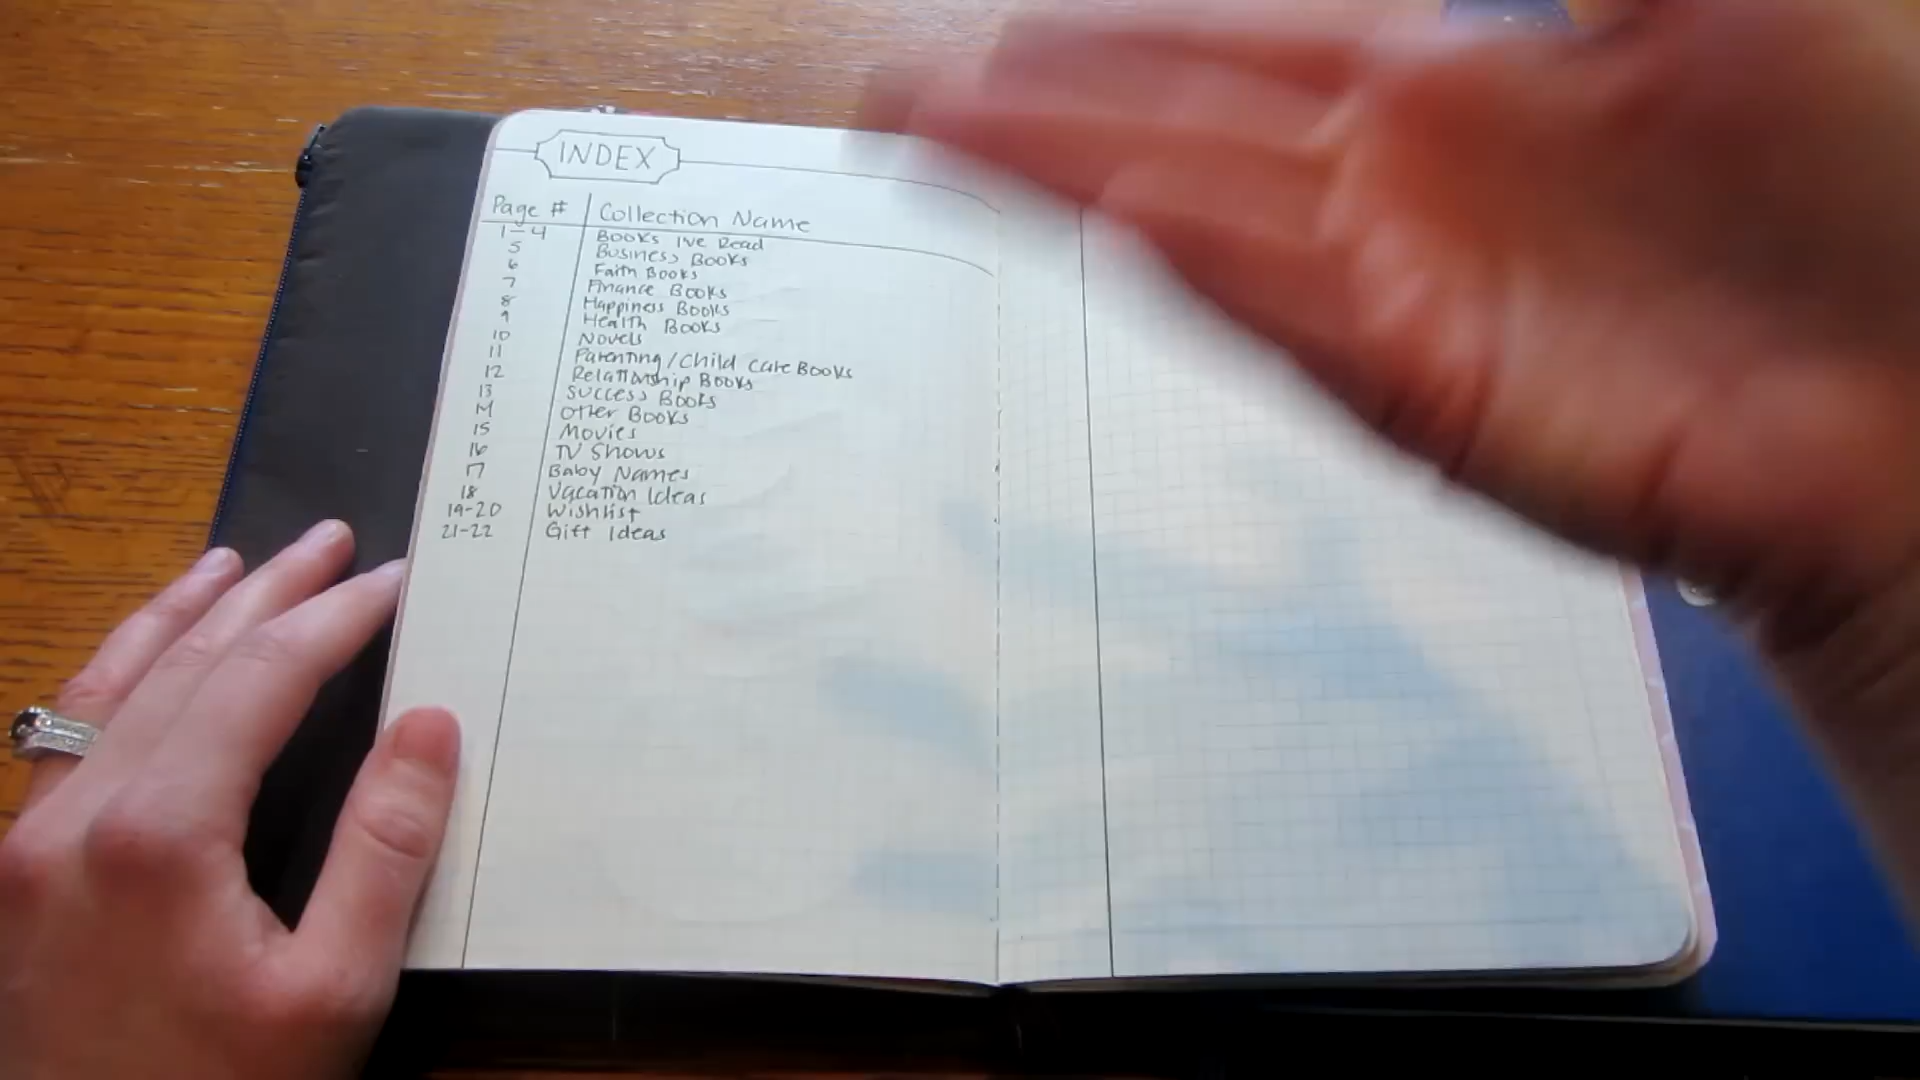 INDEX
Page # Collection Name
1-4 Books I've Read
5 Business Books
6 Faith Books
7 Finance Books
8 Happiness Books
9 Health Books
10 Novels
11 Parenting/Child Care Books
12 Relationship Books
13 Success Books
14 Other Books
15 Movies
16 TV Shows
17 Baby Names
18 Vacation Ideas
19-20 Wishlist
21-22 Gift Ideas